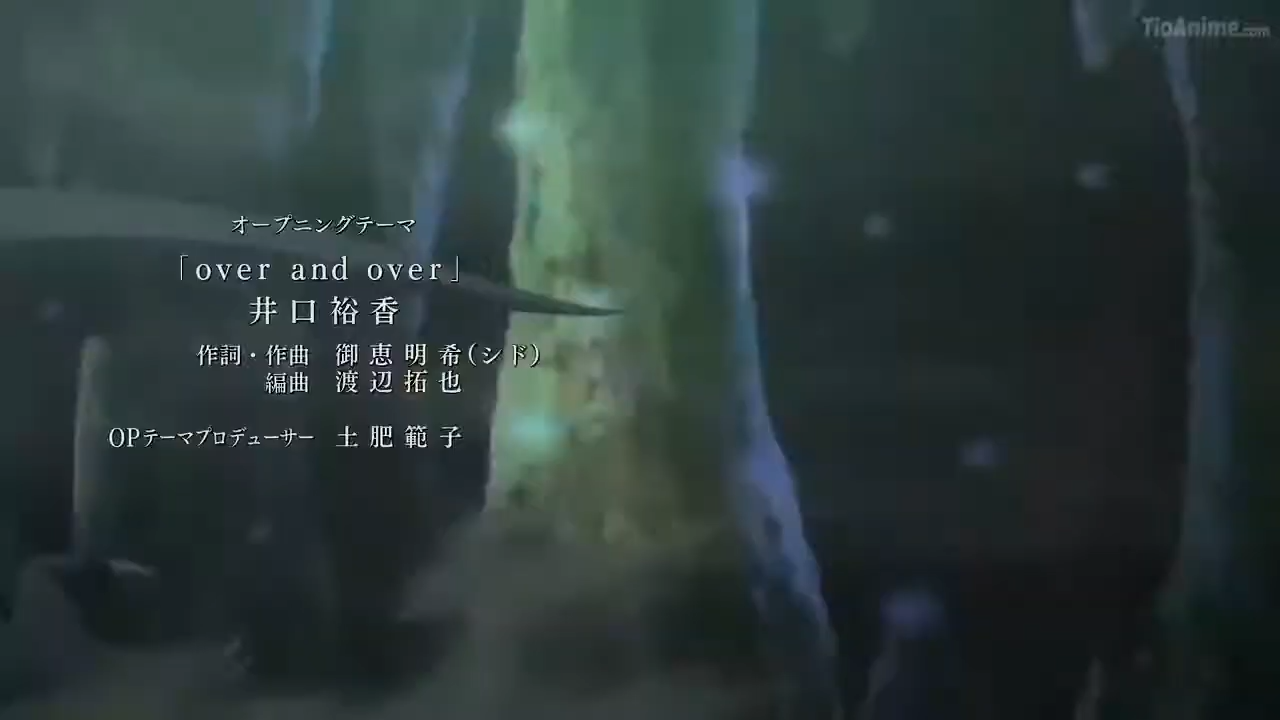 TioAnime.com
オープニングテーマ
「over and over」
井口裕香
作詞・作曲 御恵明希(シド)
編曲 渡辺拓也
OPテーマプロデューサー 土肥範子